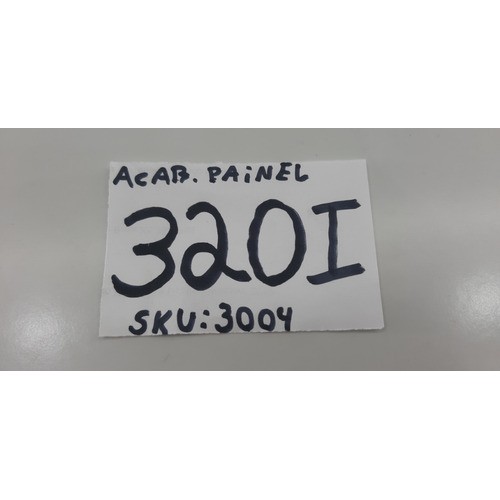 ACAB. PAiNEL
320I
SKU:3004